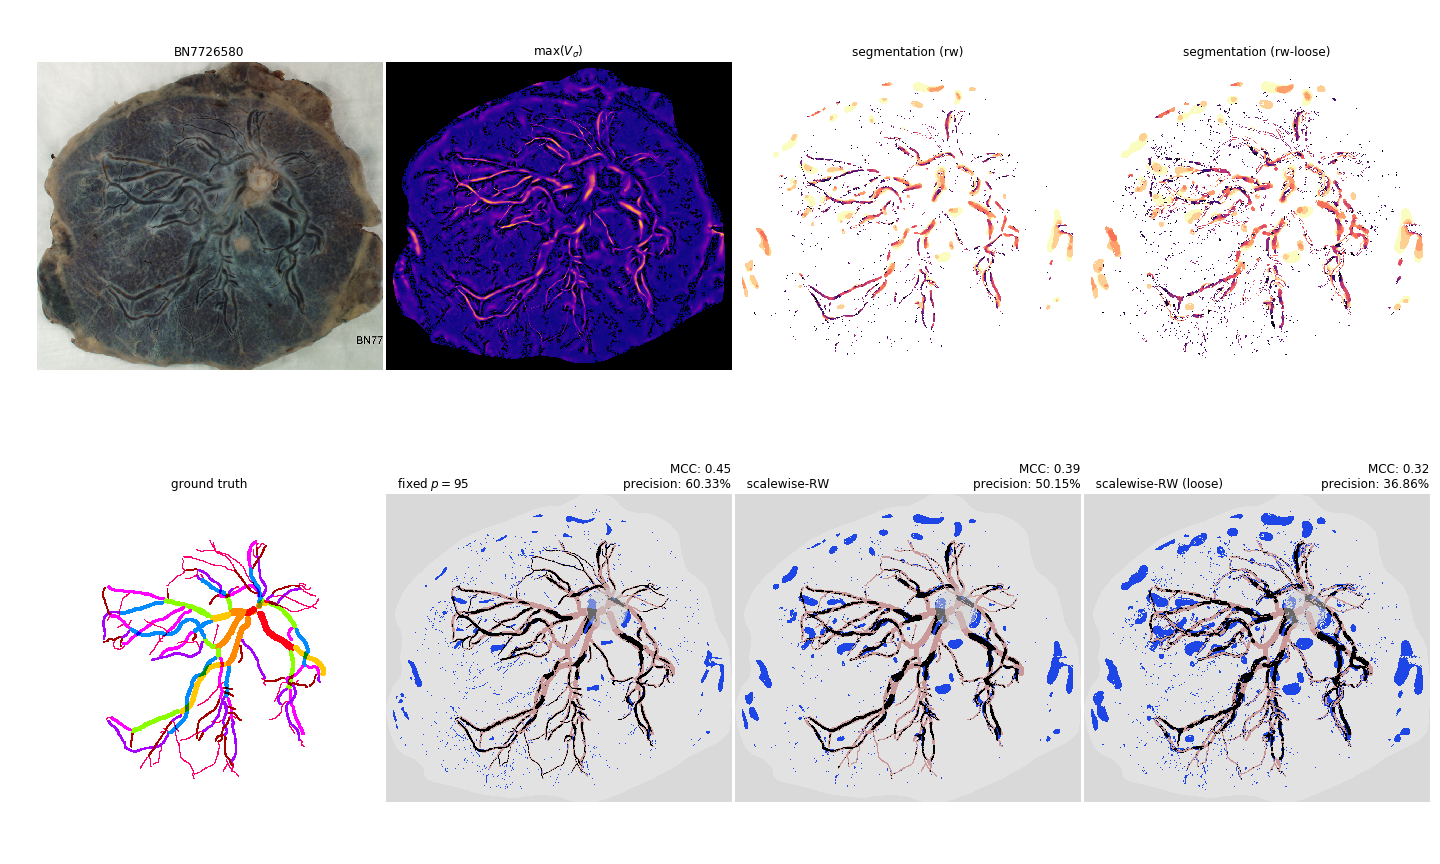 BN7726580
max(Vσ)
segmentation (rw)
segmentation (rw-loose)
BN77
ground truth
fixed p = 95
MCC: 0.45
precision: 60.33%
scalewise-RW
MCC: 0.39
precision: 50.15%
scalewise-RW (loose)
MCC: 0.32
precision: 36.86%